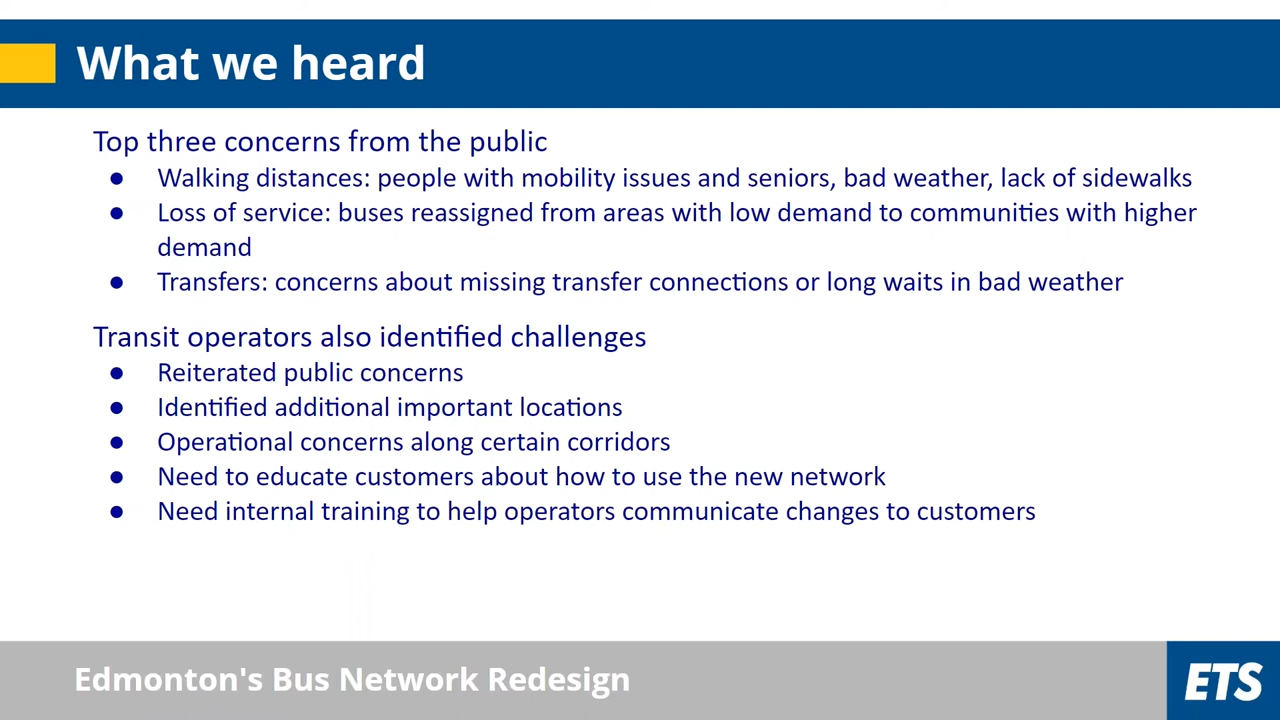 What we heard
Top three concerns from the public
● Walking distances: people with mobility issues and seniors, bad weather, lack of sidewalks
● Loss of service: buses reassigned from areas with low demand to communities with higher
demand
● Transfers: concerns about missing transfer connections or long waits in bad weather
Transit operators also identified challenges
● Reiterated public concerns
● Identified additional important locations
● Operational concerns along certain corridors
● Need to educate customers about how to use the new network
● Need internal training to help operators communicate changes to customers
Edmonton's Bus Network Redesign
ETS